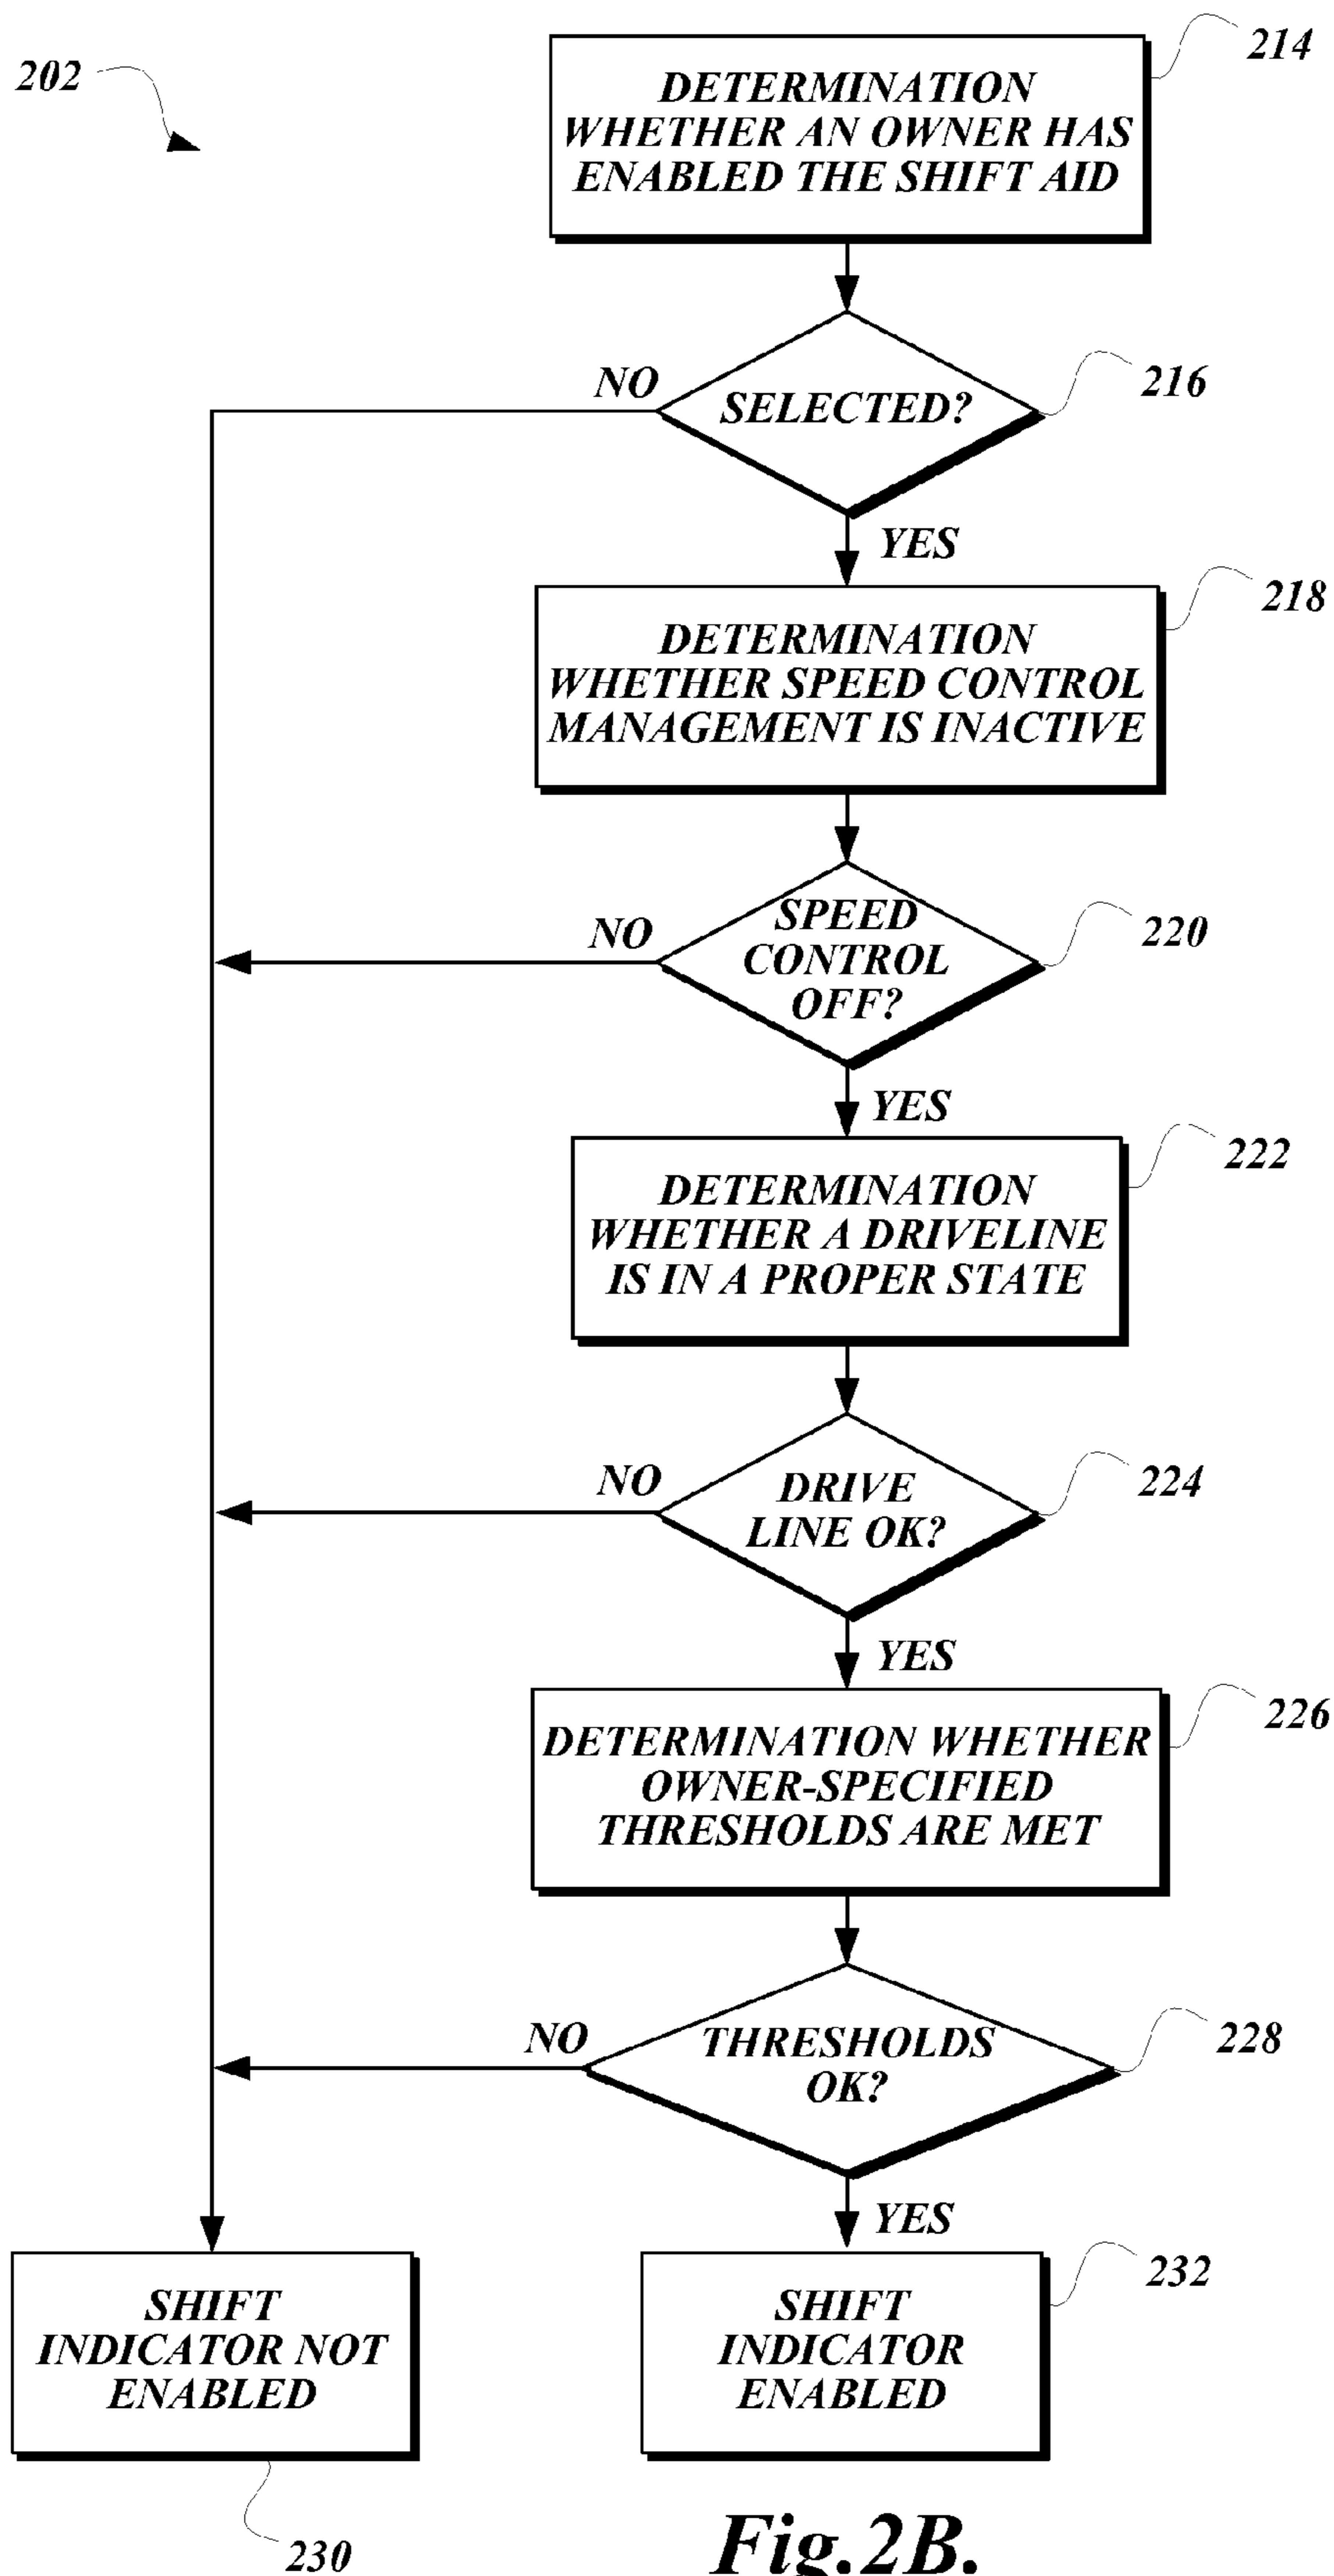 202
214
DETERMINATION
WHETHER AN OWNER HAS
ENABLED THE SHIFT AID
NO
SELECTED?
216
YES
218
DETERMINATION
WHETHER SPEED CONTROL
MANAGEMENT IS INACTIVE
NO
SPEED
CONTROL
OFF?
220
YES
222
DETERMINATION
WHETHER A DRIVELINE
IS IN A PROPER STATE
NO
DRIVE
LINE OK?
224
YES
226
DETERMINATION WHETHER
OWNER-SPECIFIED
THRESHOLDS ARE MET
NO
THRESHOLDS
OK?
228
YES
232
SHIFT
INDICATOR NOT
ENABLED
SHIFT
INDICATOR
ENABLED
230
Fig.2B.